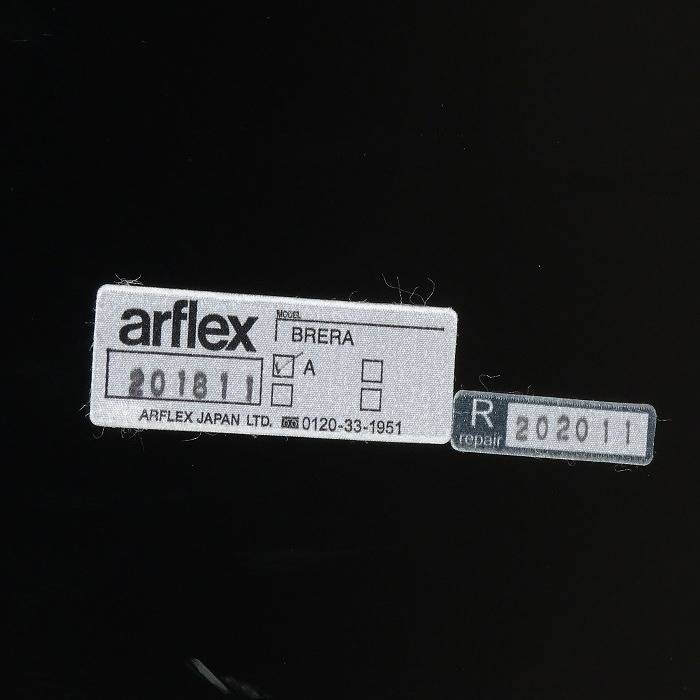 arflex
MODEL
BRERA
A
201811
ARFLEX JAPAN LTD. 0120-33-1951
R
repair
202011